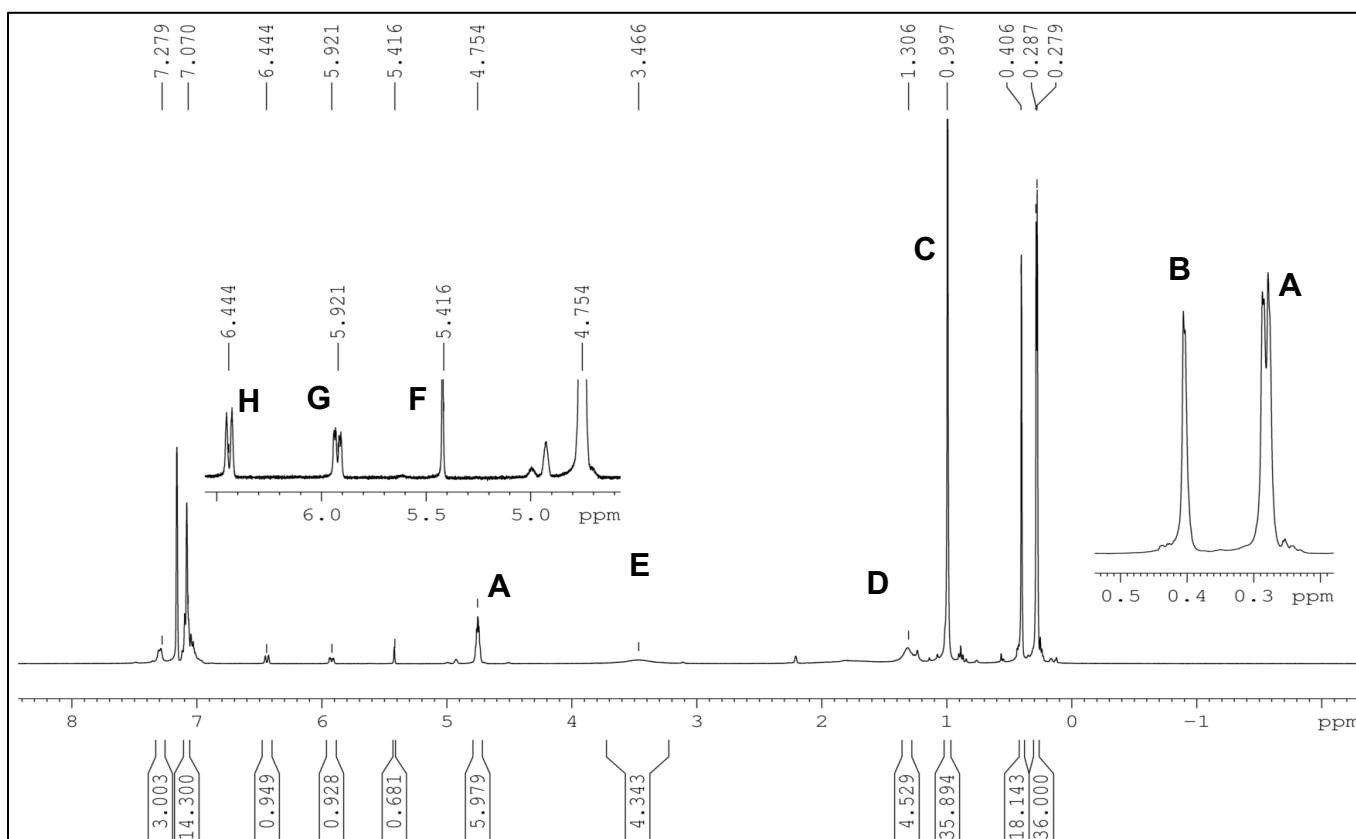 7.279
7.070
6.444
5.921
5.416
4.754
3.466
1.306
0.997
0.406
0.287
0.279
6.444
5.921
5.416
4.754
H
G
F
6.0 5.5 5.0 ppm
C
B
A
0.5 0.4 0.3 ppm
A
E
D
8 7 6 5 4 3 2 1 0 -1 ppm
3.003
14.300
0.949
0.928
0.681
5.979
4.343
4.529
35.894
18.143
36.000